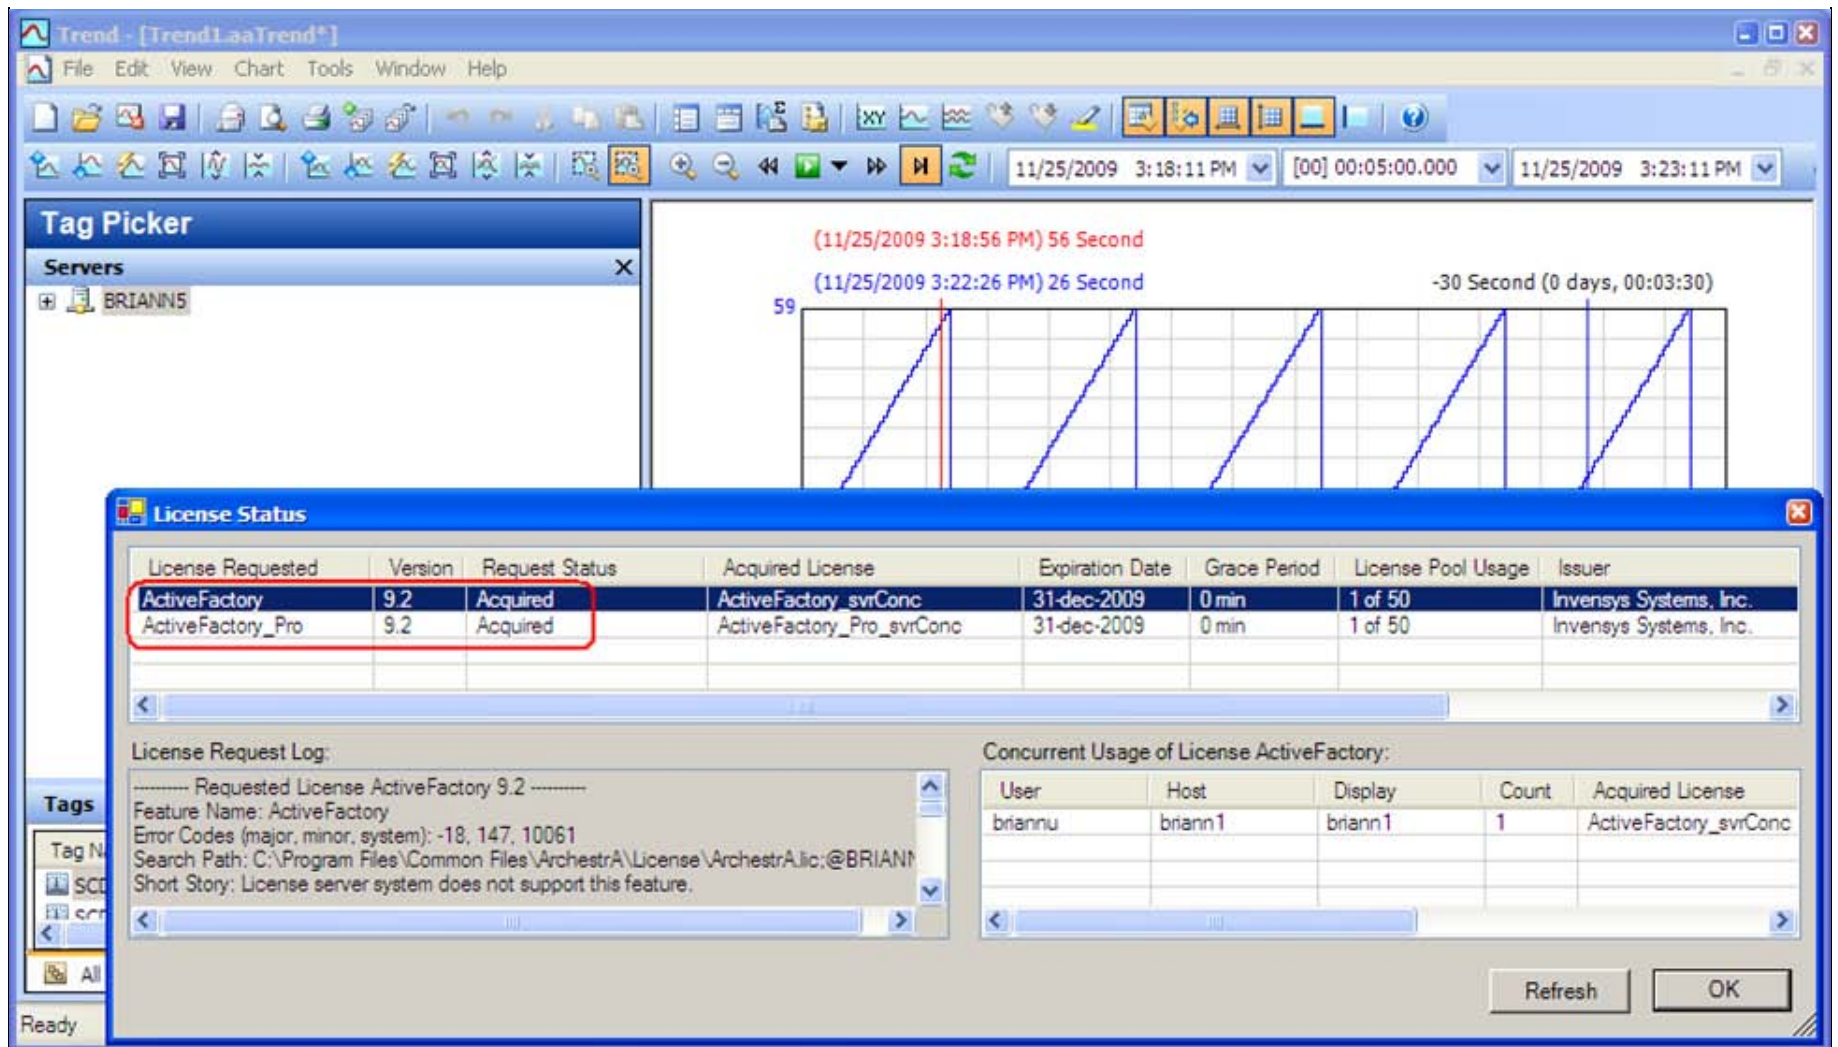 Trend - [Trend1.aaTrend*]
File Edit View Chart Tools Window Help
XY
11/25/2009 3:18:11 PM [00] 00:05:00.000 11/25/2009 3:23:11 PM
Tag Picker
Servers
BRIANN5
(11/25/2009 3:18:56 PM) 56 Second
(11/25/2009 3:22:26 PM) 26 Second -30 Second (0 days, 00:03:30)
59
License Status
License Requested Version Request Status Acquired License Expiration Date Grace Period License Pool Usage Issuer
ActiveFactory 9.2 Acquired ActiveFactory_svrConc 31-dec-2009 0 min 1 of 50 Invensys Systems, Inc.
ActiveFactory_Pro 9.2 Acquired ActiveFactory_Pro_svrConc 31-dec-2009 0 min 1 of 50 Invensys Systems, Inc.
License Request Log:
---------- Requested License ActiveFactory 9.2 ----------
Feature Name: ActiveFactory
Error Codes (major, minor, system): -18, 147, 10061
Search Path: C:\Program Files\Common Files\ArchestrA\License\ArchestrA.lic;@BRIANN
Short Story: License server system does not support this feature.
Concurrent Usage of License ActiveFactory:
User Host Display Count Acquired License
briannu briann1 briann1 1 ActiveFactory_svrConc
Tags
Tag N
SCD
All
Refresh OK
Ready